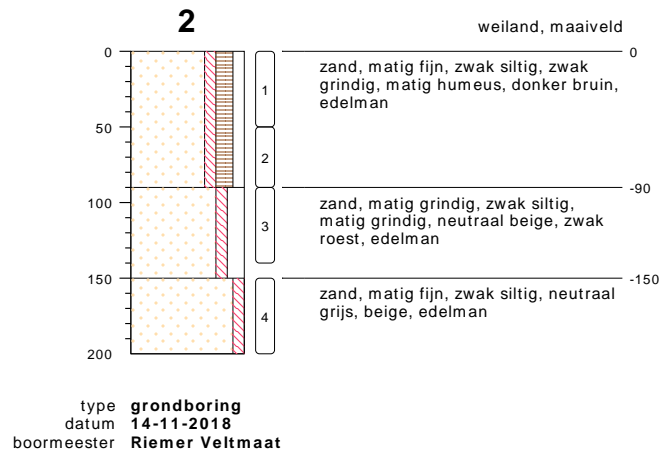 2
weiland, maaiveld
0
0
zand, matig fijn, zwak siltig, zwak
grindig, matig humeus, donker bruin,
edelman
1
50
2
-90
zand, matig grindig, zwak siltig,
matig grindig, neutraal beige, zwak
roest, edelman
100
3
150
-150
zand, matig fijn, zwak siltig, neutraal
grijs, beige, edelman
4
200
type grondboring
datum 14-11-2018
boormeester Riemer Veltmaat